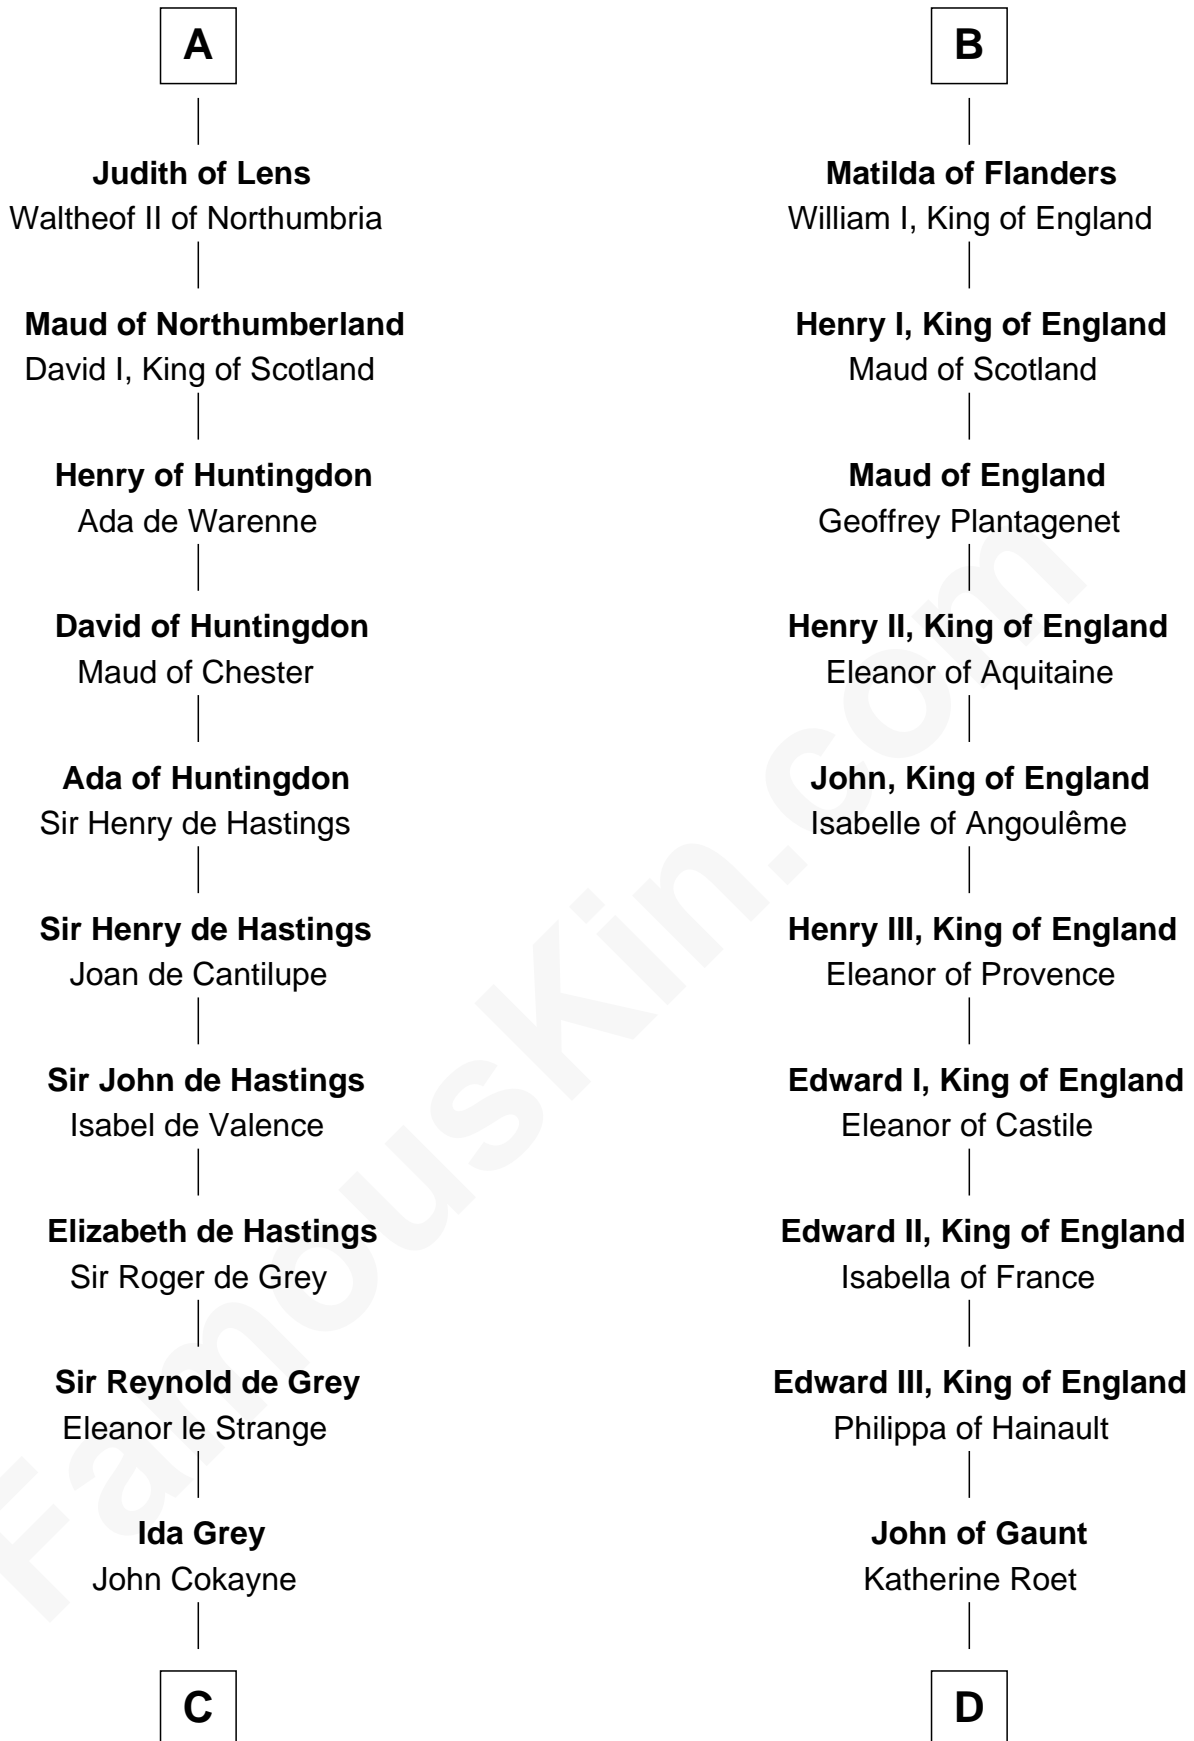 A
Judith of Lens
Waltheof II of Northumbria
Maud of Northumberland
David I, King of Scotland
Henry of Huntingdon
Ada de Warenne
David of Huntingdon
Maud of Chester
Ada of Huntingdon
Sir Henry de Hastings
Sir Henry de Hastings
Joan de Cantilupe
Sir John de Hastings
Isabel de Valence
Elizabeth de Hastings
Sir Roger de Grey
Sir Reynold de Grey
Eleanor le Strange
Ida Grey
John Cokayne
C
B
Matilda of Flanders
William I, King of England
Henry I, King of England
Maud of Scotland
Maud of England
Geoffrey Plantagenet
Henry II, King of England
Eleanor of Aquitaine
John, King of England
Isabelle of Angoulême
Henry III, King of England
Eleanor of Provence
Edward I, King of England
Eleanor of Castile
Edward II, King of England
Isabella of France
Edward III, King of England
Philippa of Hainault
John of Gaunt
Katherine Roet
D
FamousKin.com